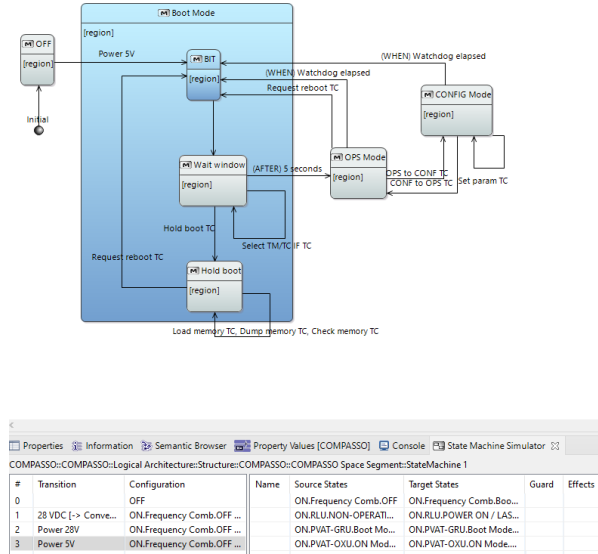 Boot Mode
[region]
OFF
[region]
Power 5V
BIT
[region]
(WHEN) Watchdog elapsed
(WHEN) Watchdog elapsed
Request reboot TC
CONFIG Mode
[region]
Initial
Wait window
[region]
(AFTER) 5 seconds
OPS Mode
[region]
OPS to CONF TC
CONF to OPS TC
Set param TC
Hold boot TC
Select TM/TC IF TC
Request reboot TC
Hold boot
[region]
Load memory TC, Dump memory TC, Check memory TC
Properties Information Semantic Browser Property Values [COMPASSO] Console State Machine Simulator
COMPASSO::COMPASSO::Logical Architecture::Structure::COMPASSO::COMPASSO Space Segment::StateMachine 1
# Transition Configuration Name Source States Target States Guard Effects
0 OFF ON.Frequency Comb.OFF ON.Frequency Comb.Boo...
1 28 VDC [-> Conve... ON.Frequency Comb.OFF ... ON.RLU.NON-OPERATI... ON.RLU.POWER ON / LAS...
2 Power 28V ON.Frequency Comb.OFF ... ON.PVAT-GRU.Boot Mo... ON.PVAT-GRU.Boot Mode...
3 Power 5V ON.Frequency Comb.OFF ... ON.PVAT-OXU.ON Mod... ON.PVAT-OXU.ON Mode....